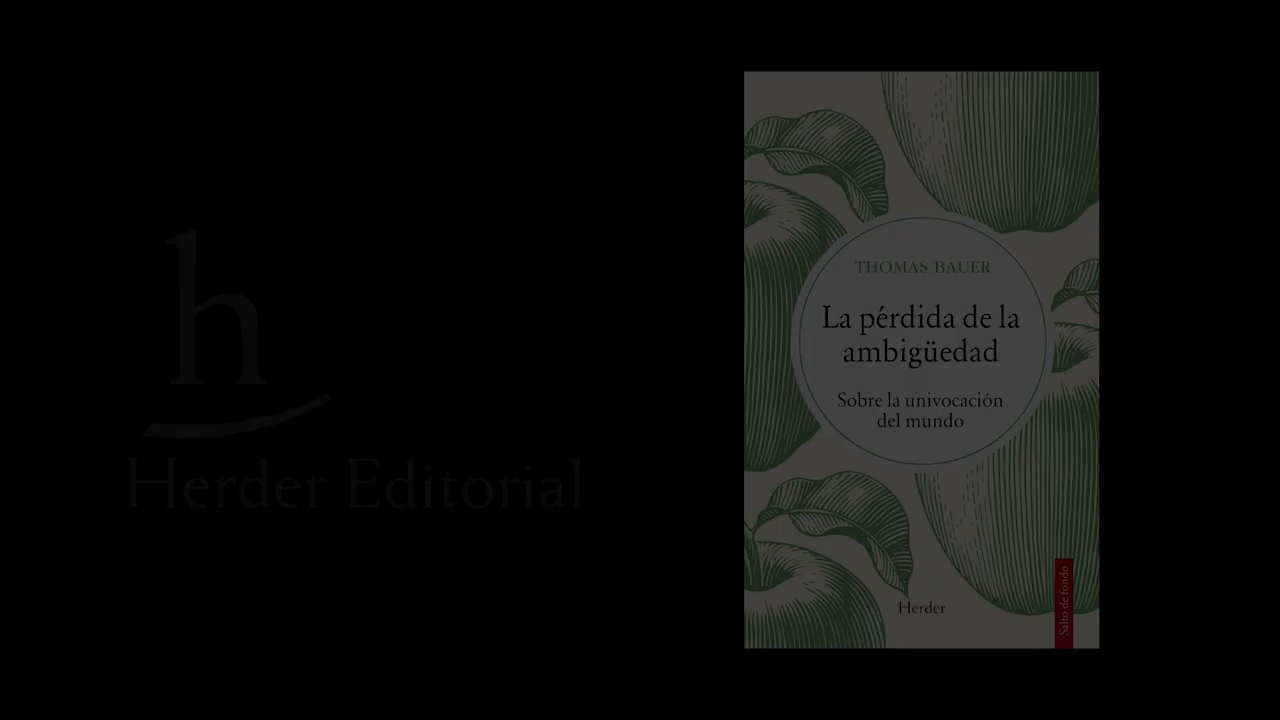 h
Herder Editorial
THOMAS BAUER
La pérdida de la
ambigüedad
Sobre la univocación
del mundo
Herder
Salto de fondo